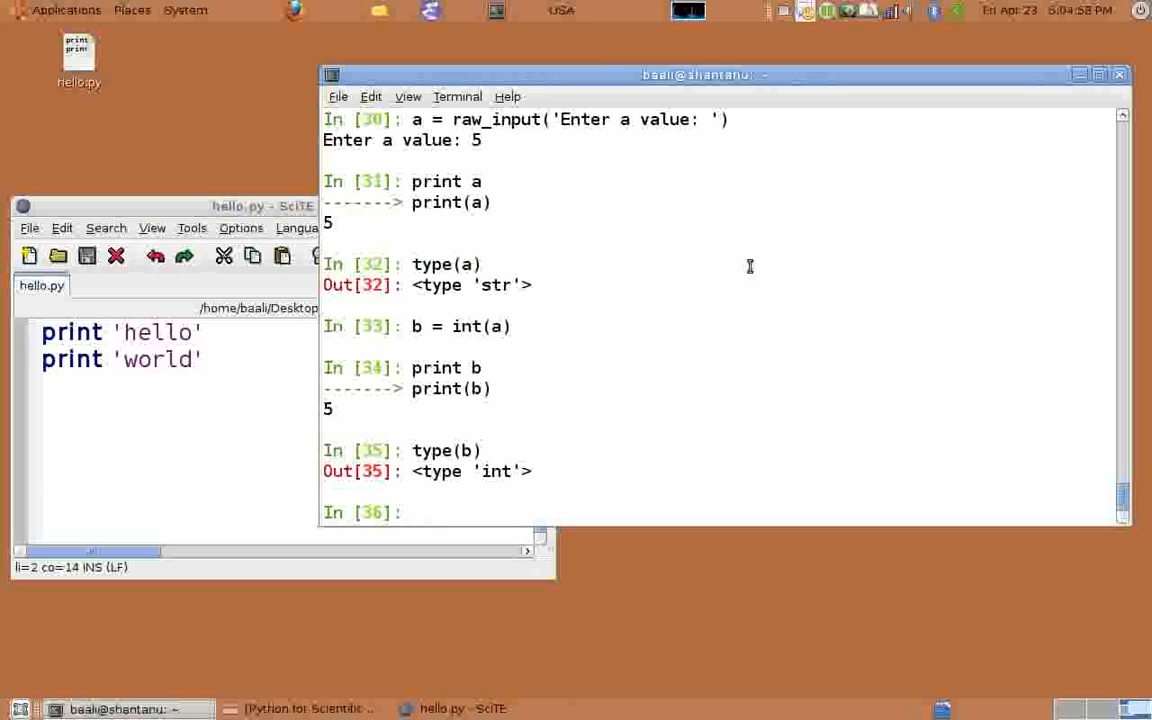 Applications Places System USA Fri Apr 23 6:04:53 PM
print
print
Hello.py
baali@shantanu: ~
File Edit View Terminal Help
In [30]: a = raw_input('Enter a value: ')
Enter a value: 5
In [31]: print a
-------> print(a)
5
In [32]: type(a)
Out[32]: <type 'str'>
In [33]: b = int(a)
In [34]: print b
-------> print(b)
5
In [35]: type(b)
Out[35]: <type 'int'>
In [36]:
hello.py - SciTE
File Edit Search View Tools Options Langua
hello.py
/home/baali/Desktop
print 'hello'
print 'world'
li=2 co=14 INS (LF)
baali@shantanu: ~ [Python for Scientific ... hello.py - SciTE